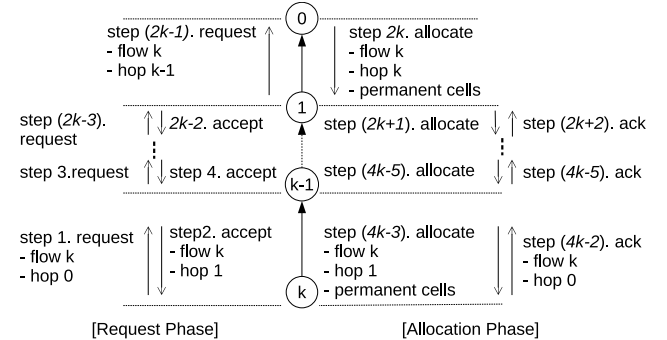 0
step (2k-1). request
- flow k
- hop k-1
step 2k. allocate
- flow k
- hop k
- permanent cells
1
step (2k-3).
request
2k-2. accept
step (2k+1). allocate
step (2k+2). ack
step 3.request
step 4. accept
k-1
step (4k-5). allocate
step (4k-5). ack
step 1. request
- flow k
- hop 0
step2. accept
- flow k
- hop 1
step (4k-3). allocate
- flow k
- hop 1
- permanent cells
step (4k-2). ack
- flow k
- hop 0
k
[Request Phase]
[Allocation Phase]